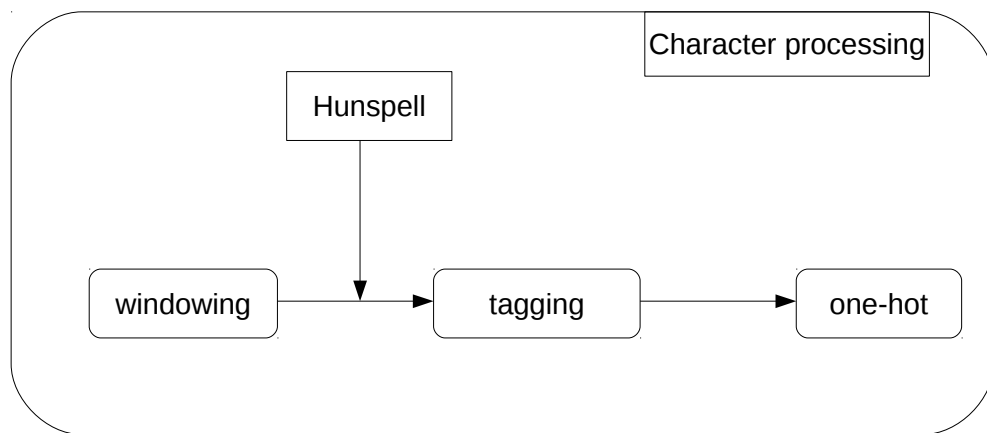 Character processing
Hunspell
windowing
tagging
one-hot